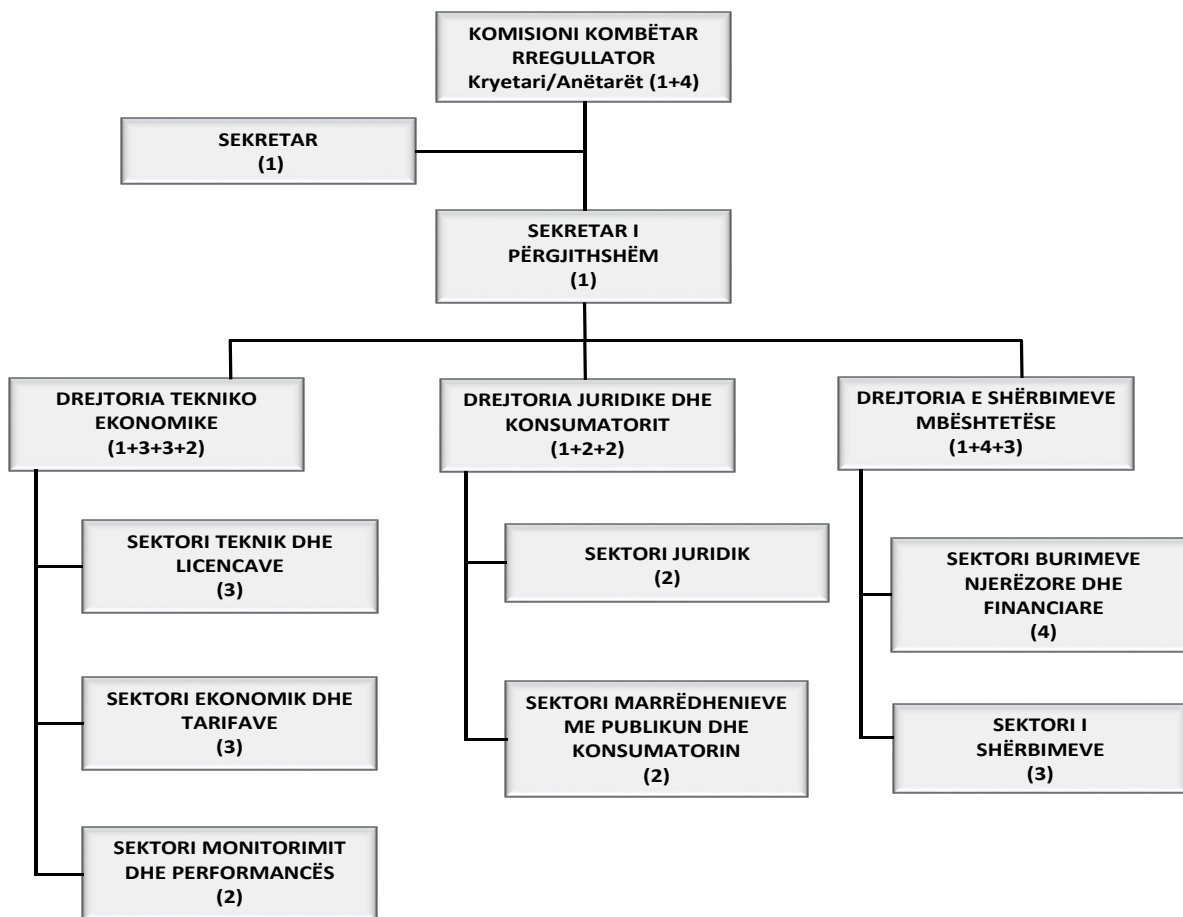 KOMISIONI KOMBËTAR
RREGULLATOR
Kryetari/Anëtarët (1+4)
SEKRETAR
(1)
SEKRETAR I
PËRGJITHSHËM
(1)
DREJTORIA TEKNIKO
EKONOMIKE
(1+3+3+2)
SEKTORI TEKNIK DHE
LICENCAVE
(3)
SEKTORI EKONOMIK DHE
TARIFAVE
(3)
SEKTORI MONITORIMIT
DHE PERFORMANCËS
(2)
DREJTORIA JURIDIKE DHE
KONSUMATORIT
(1+2+2)
SEKTORI JURIDIK
(2)
SEKTORI MARRËDHENIEVE
ME PUBLIKUN DHE
KONSUMATORIN
(2)
DREJTORIA E SHËRBIMEVE
MBËSHTETËSE
(1+4+3)
SEKTORI BURIMEVE
NJERËZORE DHE
FINANCIARE
(4)
SEKTORI I
SHËRBIMEVE
(3)